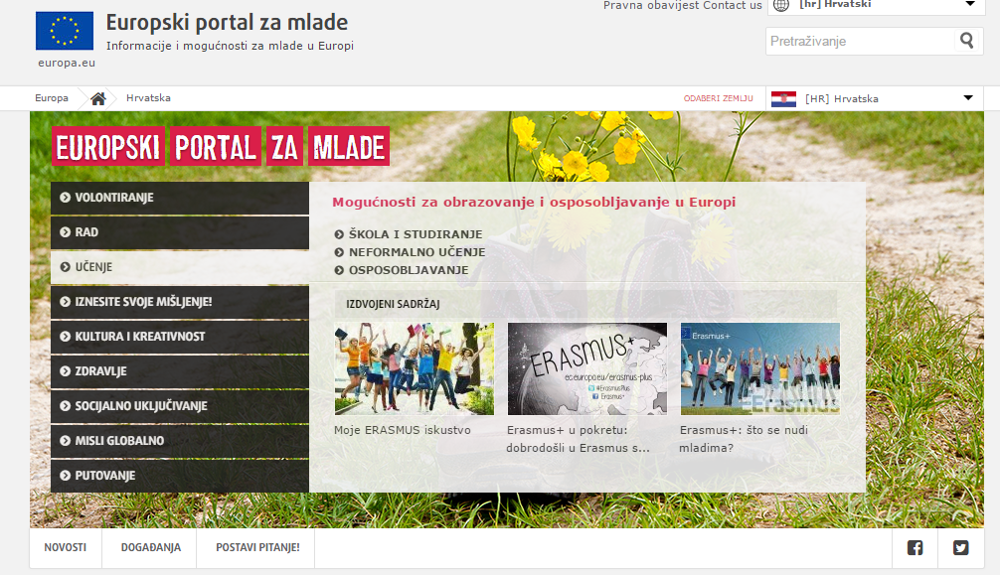 Europski portal za mlade
Informacije i mogućnosti za mlade u Europi
europa.eu
Pravna obavijest Contact us
[hr] Hrvatski
Pretraživanje
Europa
Hrvatska
ODABERI ZEMLJU
[HR] Hrvatska
EUROPSKI PORTAL ZA MLADE
VOLONTIRANJE
RAD
UČENJE
IZNESITE SVOJE MIŠLJENJE!
KULTURA I KREATIVNOST
ZDRAVLJE
SOCIJALNO UKLJUČIVANJE
MISLI GLOBALNO
PUTOVANJE
Mogućnosti za obrazovanje i osposobljavanje u Europi
ŠKOLA I STUDIRANJE
NEFORMALNO UČENJE
OSPOSOBLJAVANJE
IZDVOJENI SADRŽAJ
ERASMUS+
ec.europa.eu/erasmus-plus
#ErasmusPlus
Erasmus+
Erasmus+
Erasmus
Moje ERASMUS iskustvo
Erasmus+ u pokretu:
dobrodošli u Erasmus s...
Erasmus+: što se nudi
mladima?
NOVOSTI
DOGAĐANJA
POSTAVI PITANJE!